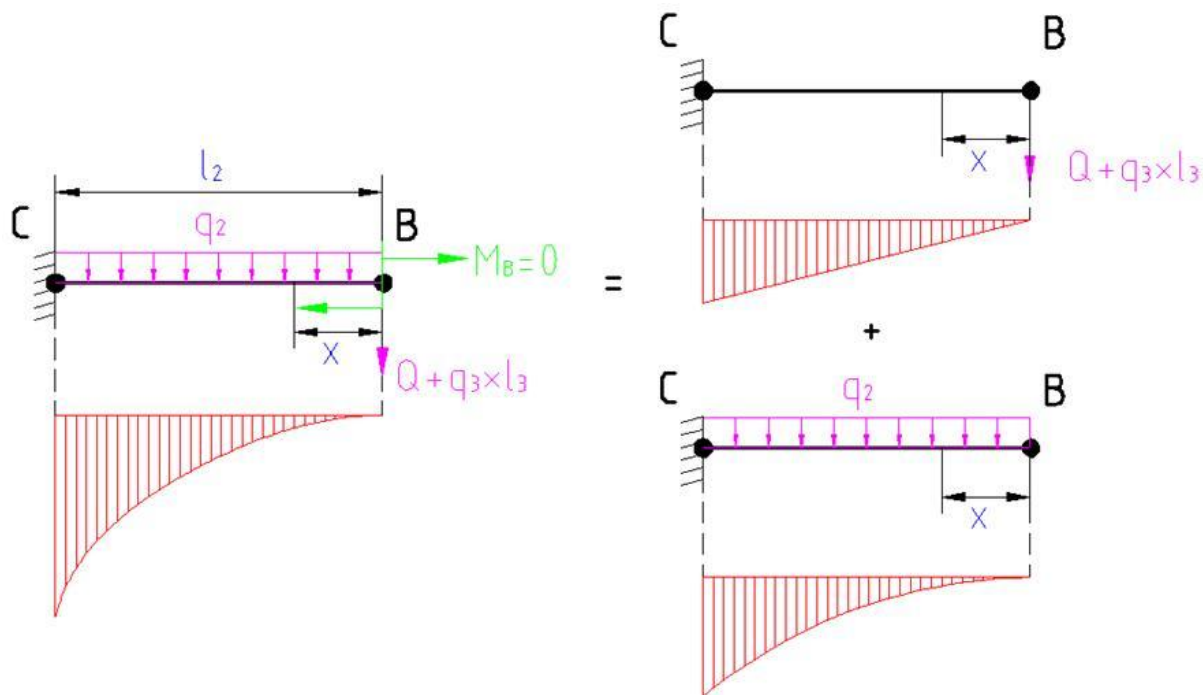 C B
X
Q+q₃×l₃
l₂
C q₂ B
M_B=0
=
X
Q+q₃×l₃
+
C q₂ B
X